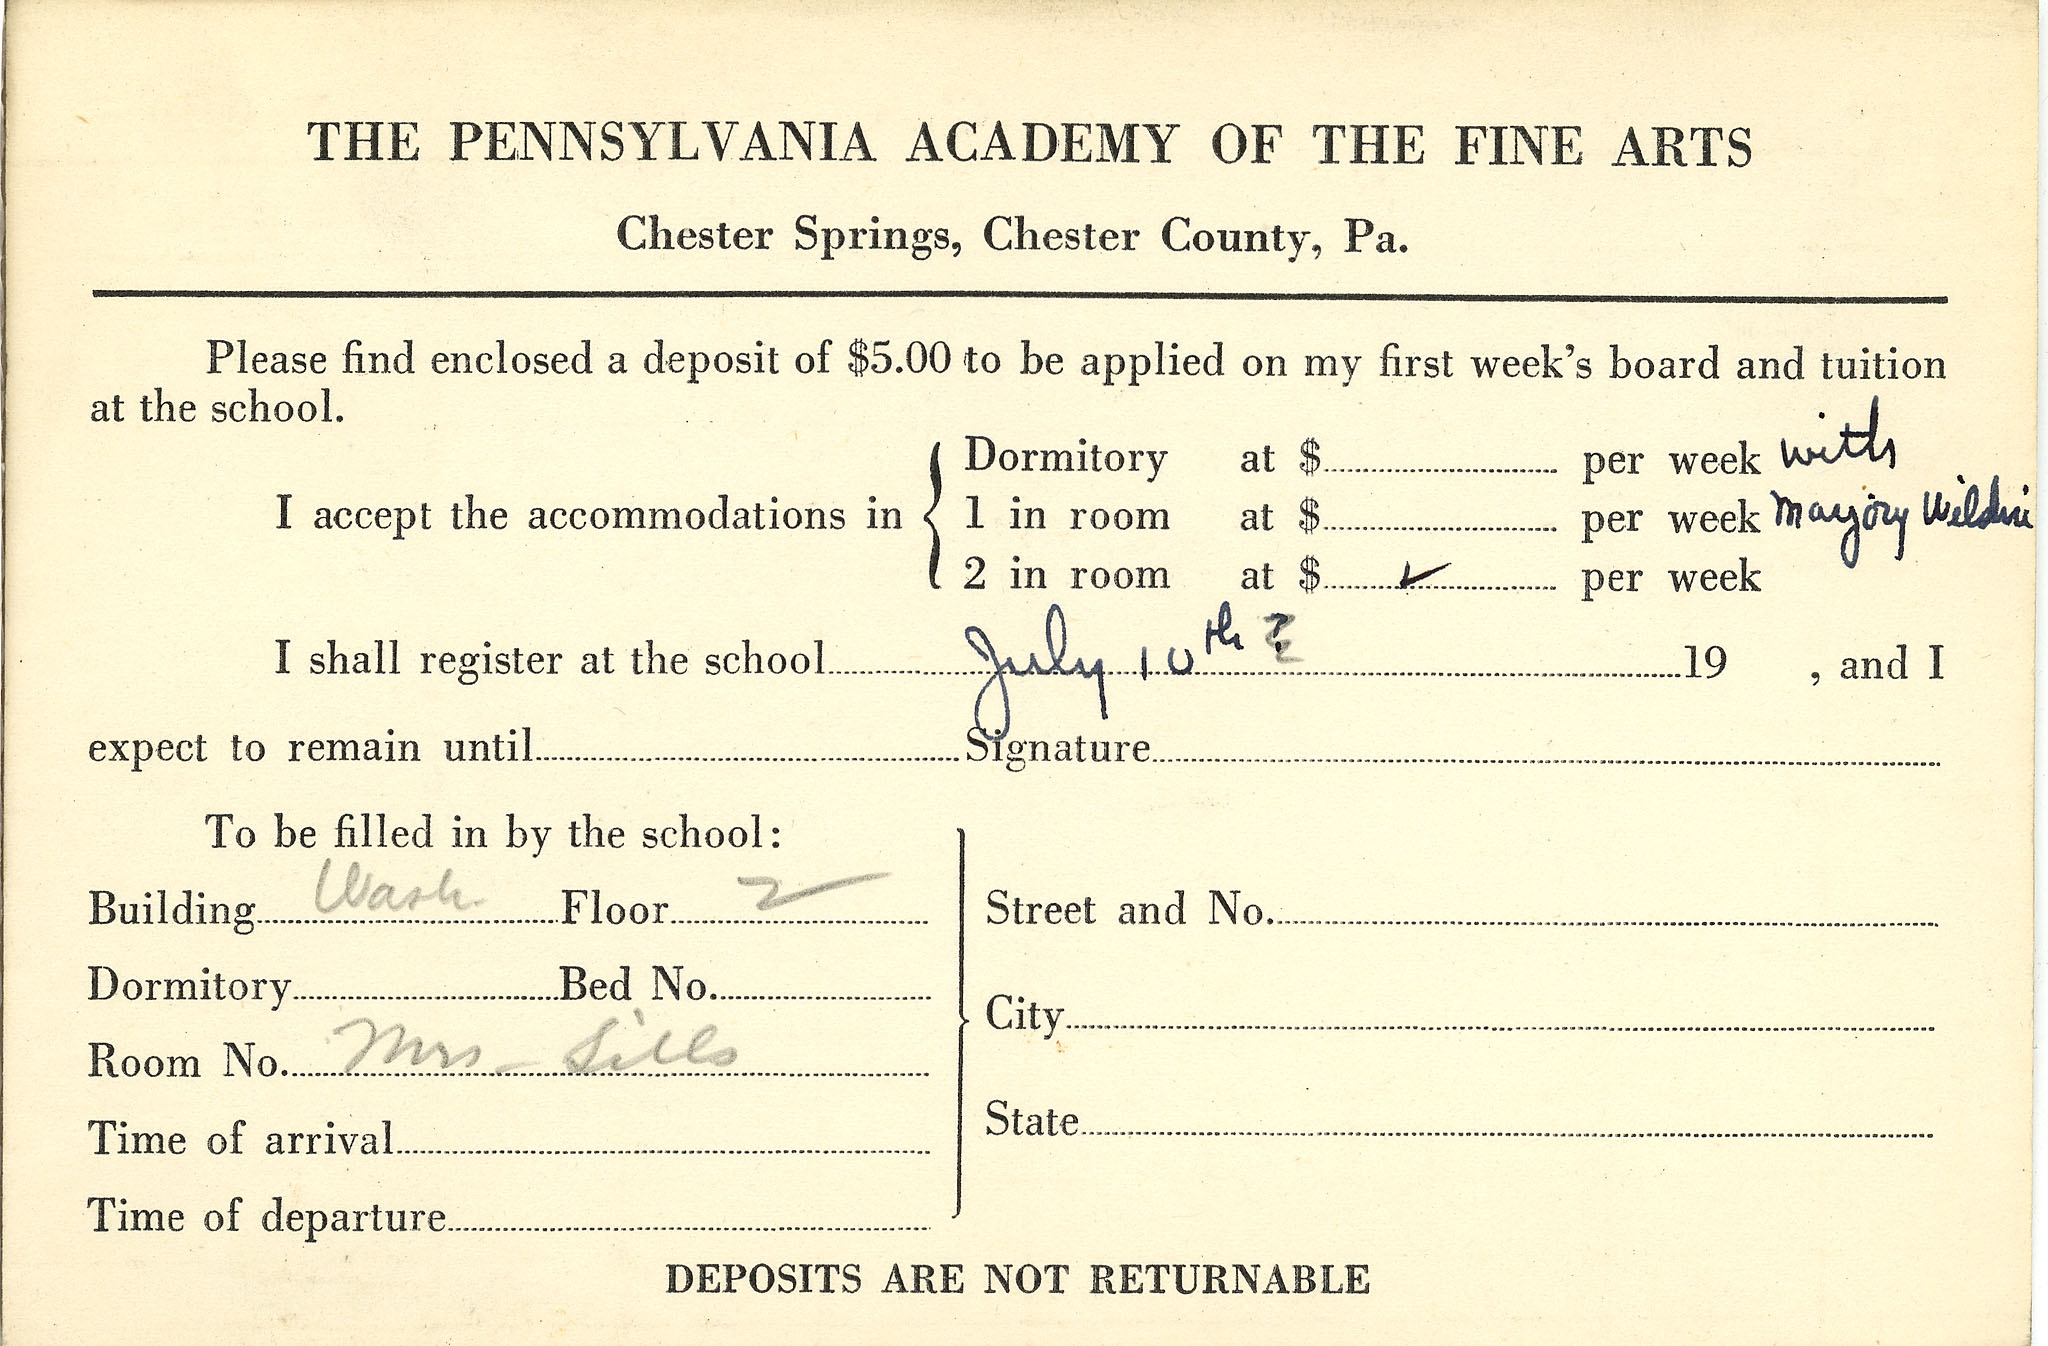 THE PENNSYLVANIA ACADEMY OF THE FINE ARTS
Chester Springs, Chester County, Pa.
Please find enclosed a deposit of $5.00 to be applied on my first week's board and tuition
at the school.
I accept the accommodations in
Dormitory at $ per week with
1 in room at $ per week Marjory
2 in room at $ ✓ per week
I shall register at the school July 10th ? 19 , and I
expect to remain until Signature
To be filled in by the school:
Building Wash. Floor 2
Dormitory Bed No.
Room No. Mrs - Sills
Time of arrival
Time of departure
Street and No.
City
State
DEPOSITS ARE NOT RETURNABLE